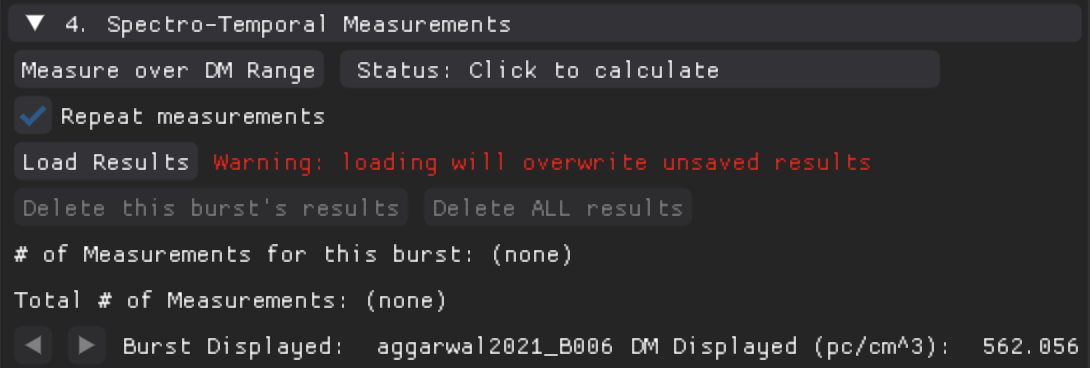 ▼ 4. Spectro-Temporal Measurements
Measure over DM Range Status: Click to calculate
Repeat measurements
Load Results Warning: loading will overwrite unsaved results
Delete this burst's results Delete ALL results
# of Measurements for this burst: (none)
Total # of Measurements: (none)
Burst Displayed: aggarwal2021_B006 DM Displayed (pc/cm^3): 562.056